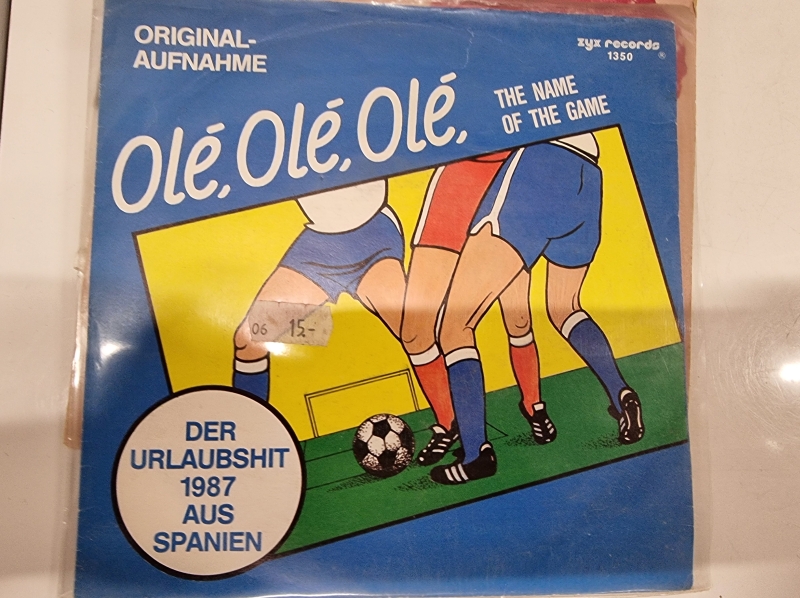 ORIGINAL-
AUFNAHME
zyx records
1350 ®
Olé, Olé, Olé,
THE NAME
OF THE GAME
06 15,-
DER
URLAUBSHIT
1987
AUS
SPANIEN